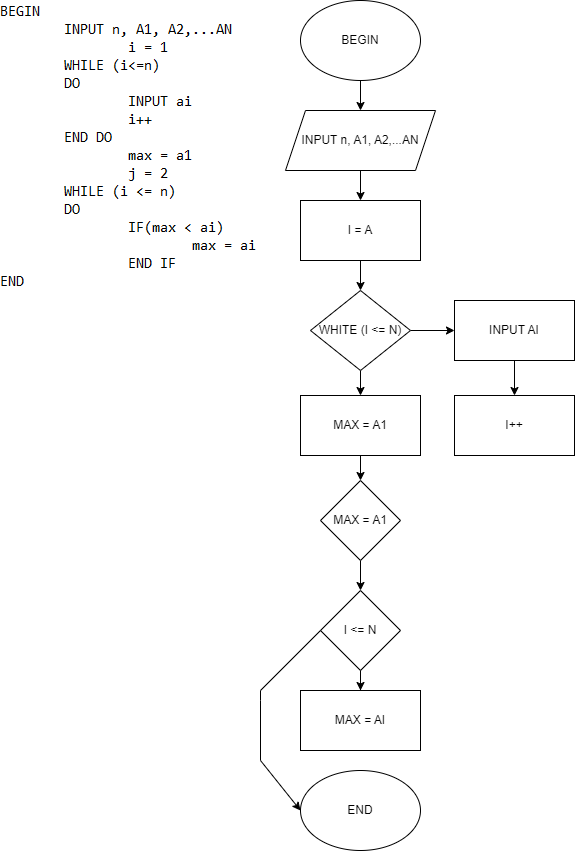 BEGIN
INPUT n, A1, A2,...AN
i = 1
WHILE (i<=n)
DO
INPUT ai
i++
END DO
max = a1
j = 2
WHILE (i <= n)
DO
IF(max < ai)
max = ai
END IF
END
BEGIN
INPUT n, A1, A2,...AN
I = A
WHITE (I <= N)
INPUT AI
MAX = A1
I++
MAX = A1
I <= N
MAX = AI
END